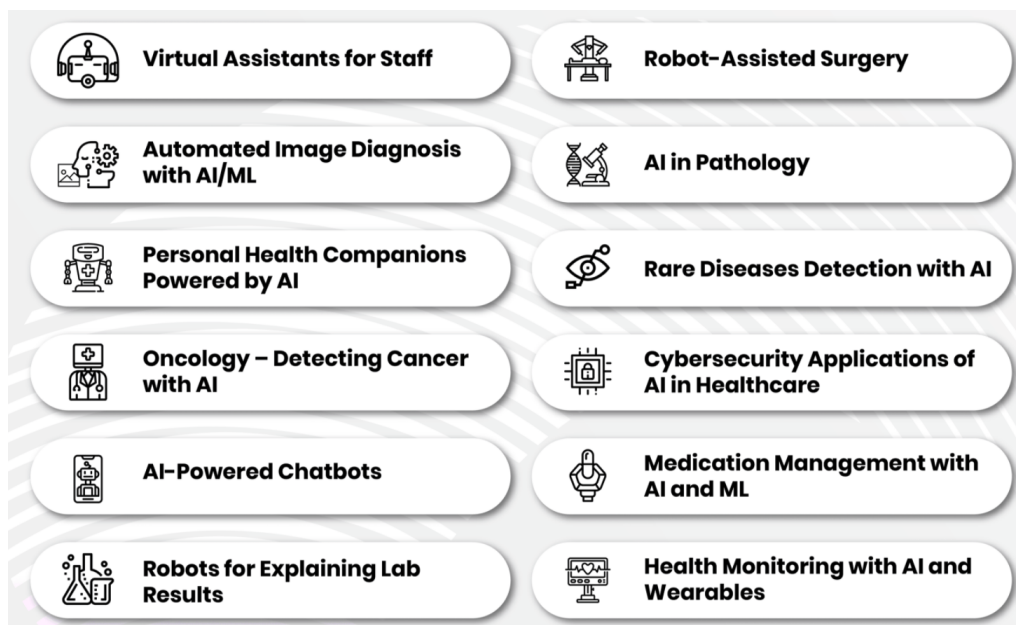 Virtual Assistants for Staff
Automated Image Diagnosis
with AI/ML
Personal Health Companions
Powered by AI
Oncology – Detecting Cancer
with AI
AI-Powered Chatbots
Robots for Explaining Lab
Results
Robot-Assisted Surgery
AI in Pathology
Rare Diseases Detection with AI
Cybersecurity Applications of
AI in Healthcare
Medication Management with
AI and ML
Health Monitoring with AI and
Wearables